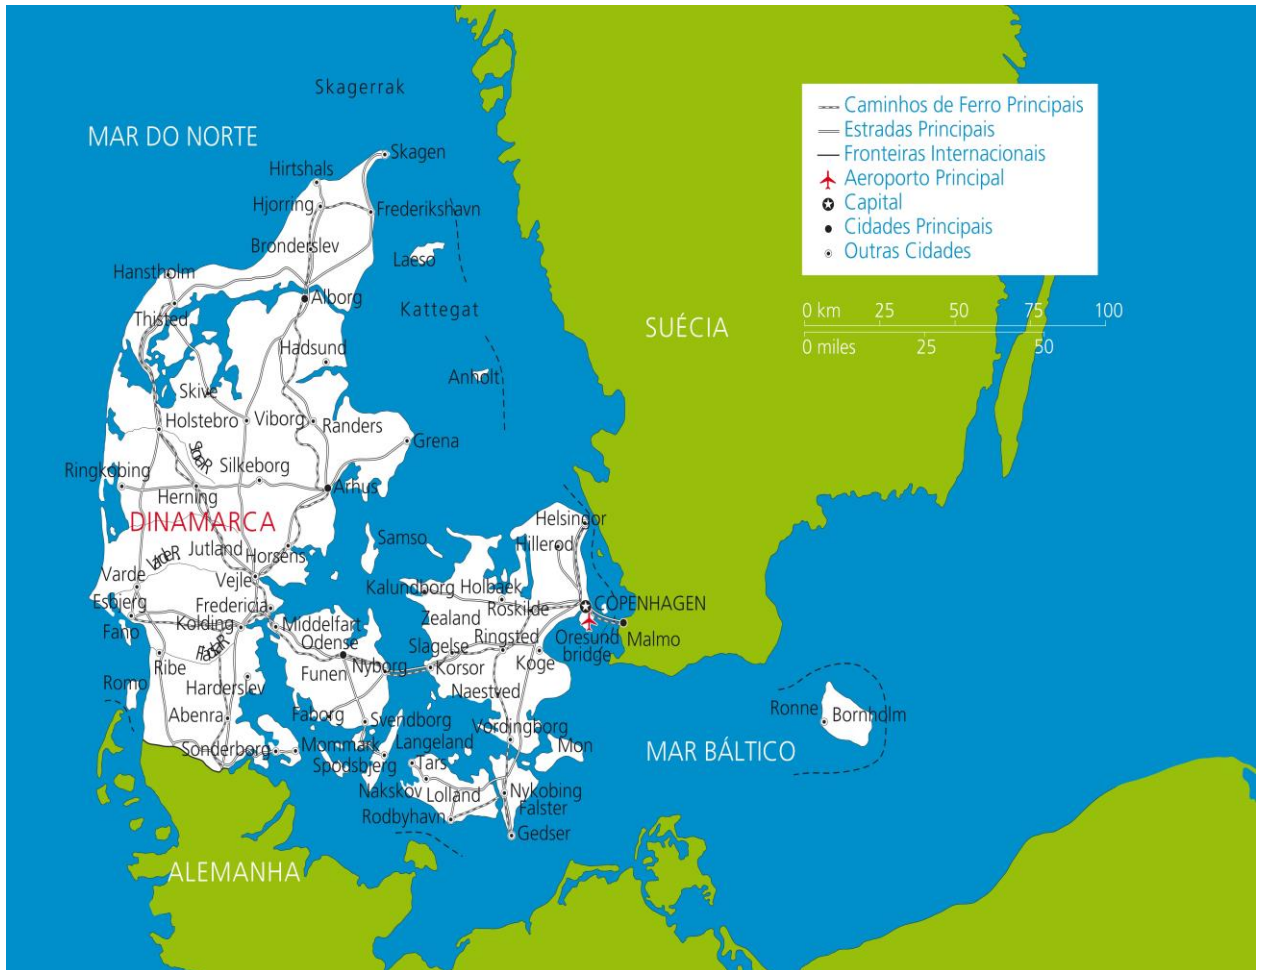 Skagerrak
MAR DO NORTE
Skagen
Hirtshals
Hjorring
Frederikshavn
Bronderslev
Laeso
Hanstholm
Alborg
Kattegat
Thisted
Hadsund
Anholt
Skive
Holstebro
Viborg
Randers
Grena
Stora R
Ringkobing
Silkeborg
Herning
Arhus
DINAMARCA
Jutland
Horsens
Samso
Helsingor
Hillerod
Varde
Vejle
Kalundborg
Holbaek
Esbjerg
Fredericia
Roskilde
COPENHAGEN
Fano
Kolding
Middelfart
Zealand
Odense
Slagelse
Ringsted
Oresund
bridge
Malmo
Ribe
Funen
Nyborg
Korsor
Koge
Romo
Harderslev
Naestved
Abenra
Faborg
Svendborg
Vordingborg
Ronne
Bornholm
Sonderborg
Mommark
Langeland
Mon
Spodsbjerg
Tars
Nakskov
Lolland
Nykobing
Falster
Rodbyhavn
Gedser
MAR BÁLTICO
ALEMANHA
SUÉCIA
Caminhos de Ferro Principais
Estradas Principais
Fronteiras Internacionais
Aeroporto Principal
Capital
Cidades Principais
Outras Cidades
0 km 25 50 75 100
0 miles 25 50